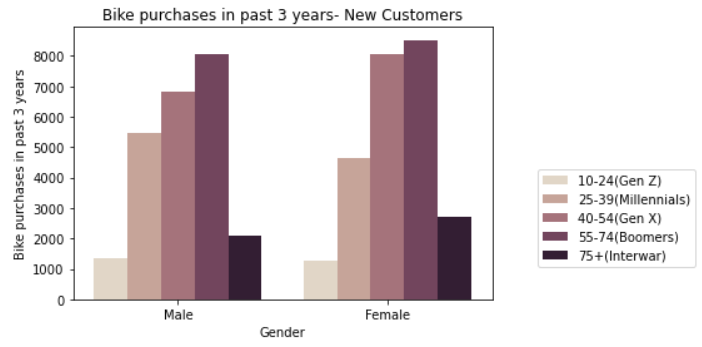 Bike purchases in past 3 years- New Customers
Bike purchases in past 3 years
8000
7000
6000
5000
4000
3000
2000
1000
0
Male
Female
Gender
10-24(Gen Z)
25-39(Millennials)
40-54(Gen X)
55-74(Boomers)
75+(Interwar)